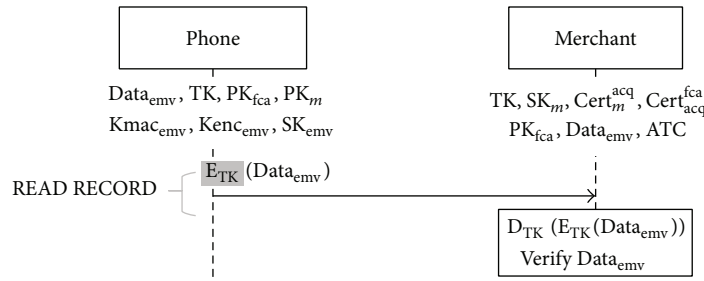 Phone
Merchant
Data_emv, TK, PK_fca, PK_m
Kmac_emv, Kenc_emv, SK_emv
TK, SK_m, Cert_m^acq, Cert_acq^fca
PK_fca, Data_emv, ATC
E_TK (Data_emv)
READ RECORD
D_TK (E_TK(Data_emv))
Verify Data_emv